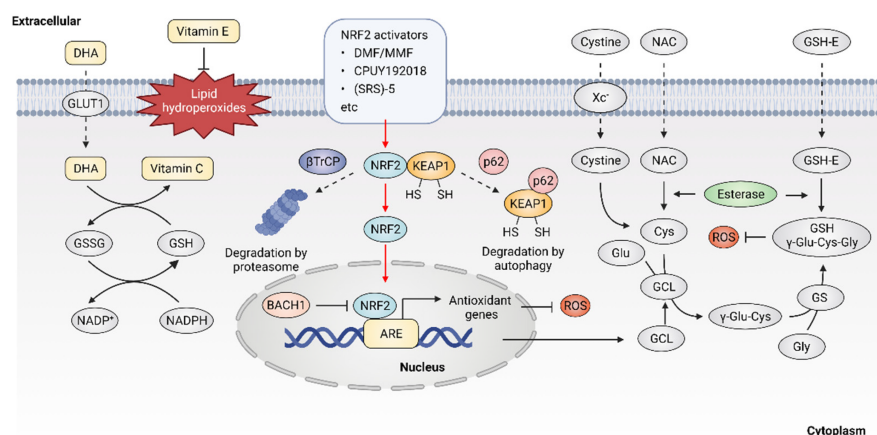 Extracellular
DHA
Vitamin E
NRF2 activators
• DMF/MMF
• CPUY192018
• (SRS)-5
etc
Cystine
NAC
GSH-E
GLUT1
Lipid
hydroperoxides
Xc⁻
DHA
Vitamin C
βTrCP
NRF2
KEAP1
HS
SH
p62
p62
KEAP1
HS
SH
Cystine
NAC
GSH-E
Esterase
GSSG
GSH
Degradation by
proteasome
NRF2
Degradation by
autophagy
Cys
Glu
ROS
GSH
γ-Glu-Cys-Gly
NADP⁺
NADPH
BACH1
NRF2
ARE
Antioxidant
genes
ROS
Nucleus
GCL
GCL
γ-Glu-Cys
GS
Gly
Cytoplasm